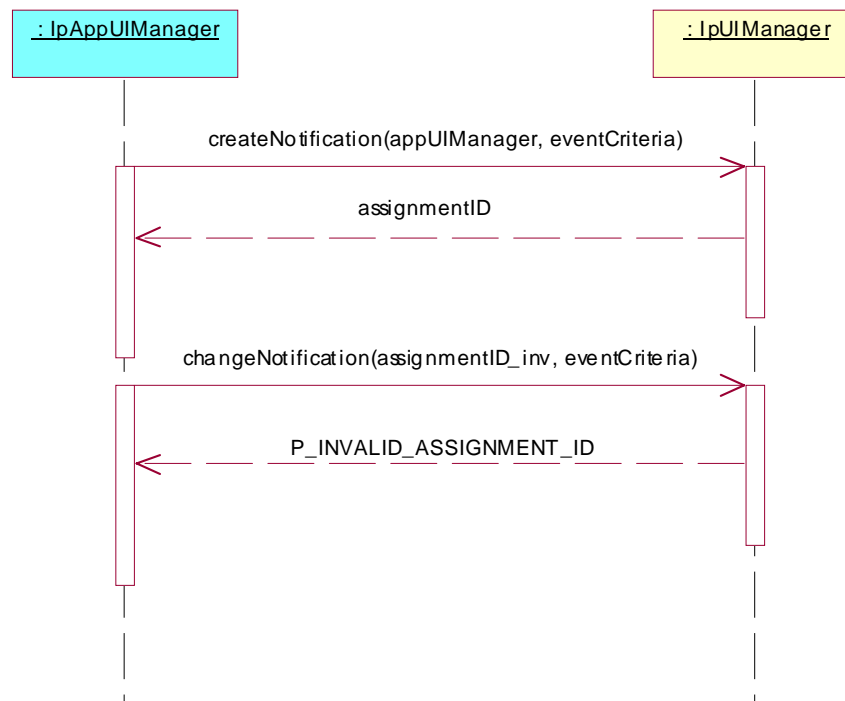 : IpAppUIManager
: IpUIManager
createNotification(appUIManager, eventCriteria)
assignmentID
changeNotification(assignmentID_inv, eventCriteria)
P_INVALID_ASSIGNMENT_ID